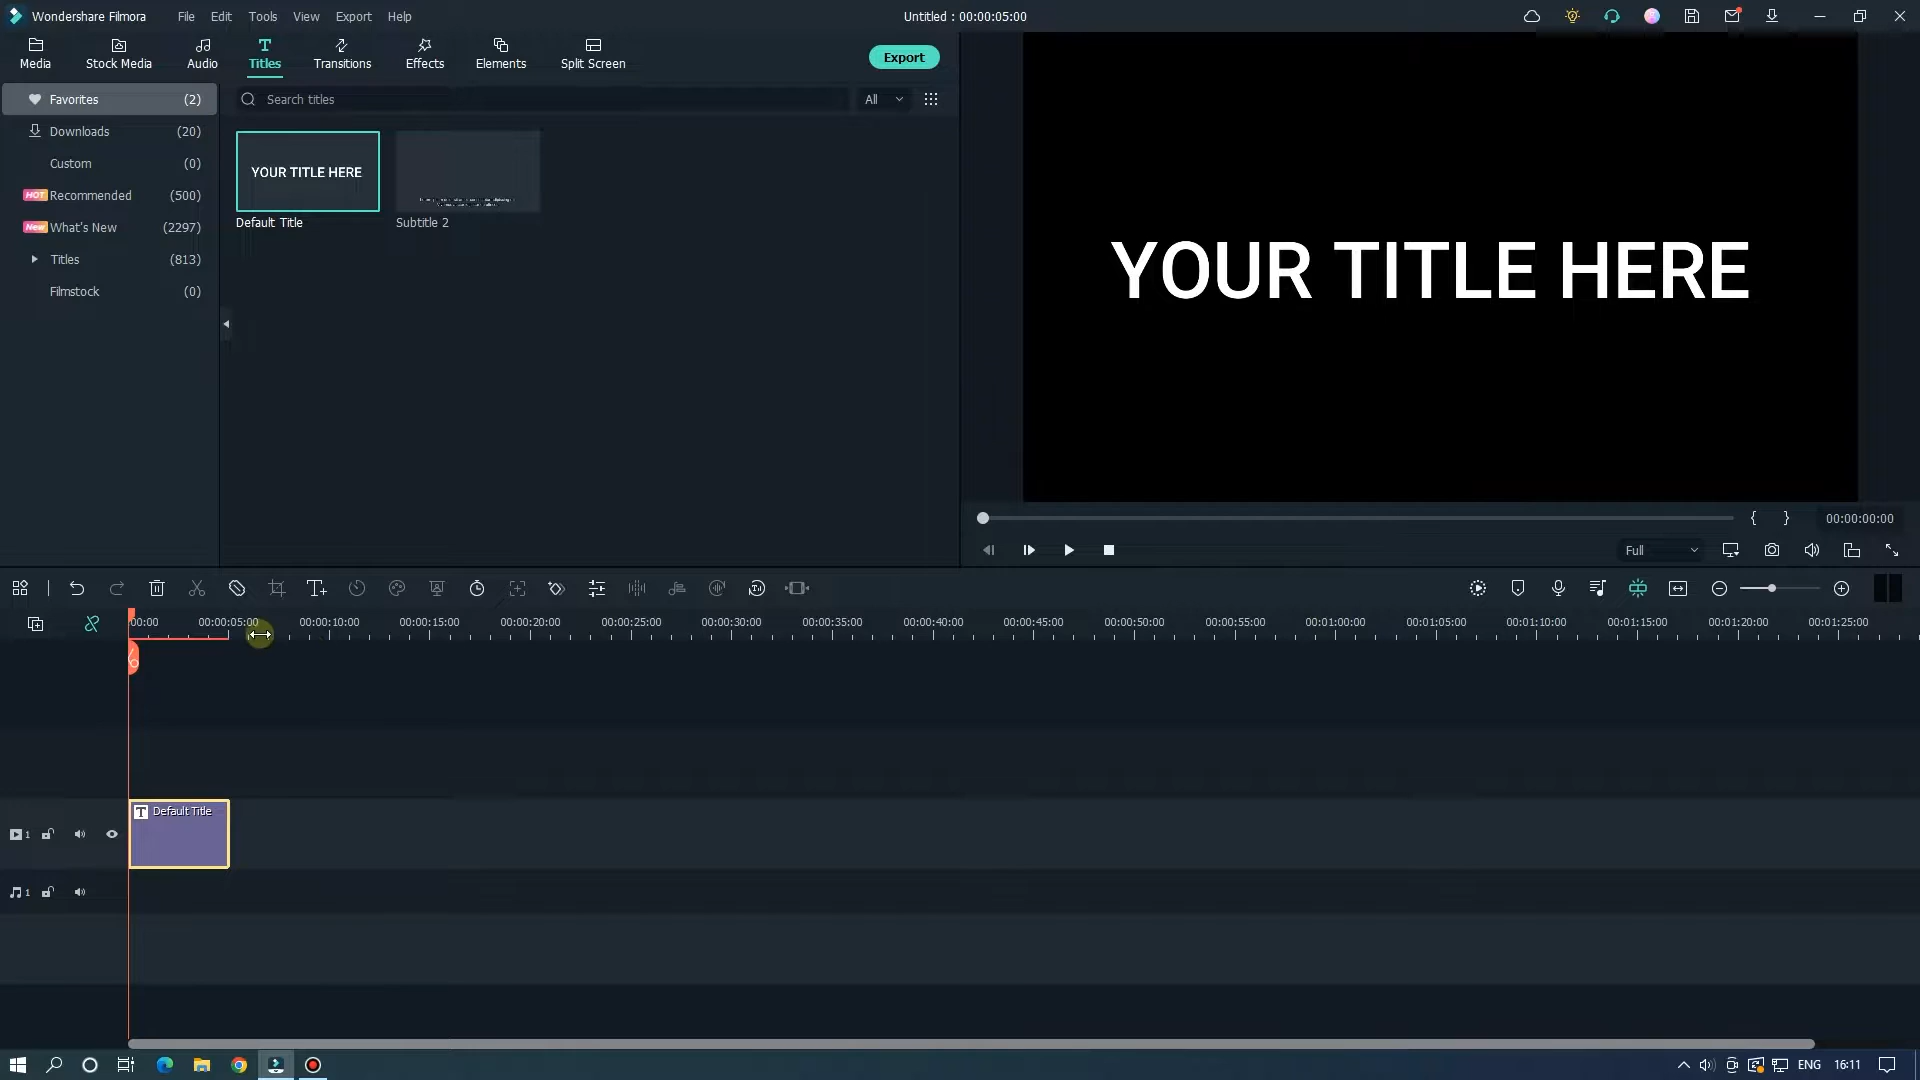 Wondershare Filmora File Edit Tools View Export Help Untitled : 00:00:05:00
Media Stock Media Audio Titles Transitions Effects Elements Split Screen Export
Favorites (2) Search titles All
Downloads (20)
Custom (0)
HOT Recommended (500)
New What's New (2297)
Titles (813)
Filmstock (0)
YOUR TITLE HERE
Default Title Subtitle 2
YOUR TITLE HERE
{ } 00:00:00:00
Full
00:00 00:00:05:00 00:00:10:00 00:00:15:00 00:00:20:00 00:00:25:00 00:00:30:00 00:00:35:00 00:00:40:00 00:00:45:00 00:00:50:00 00:00:55:00 00:01:00:00 00:01:05:00 00:01:10:00 00:01:15:00 00:01:20:00 00:01:25:00
T Default Title
1
1
ENG 16:11